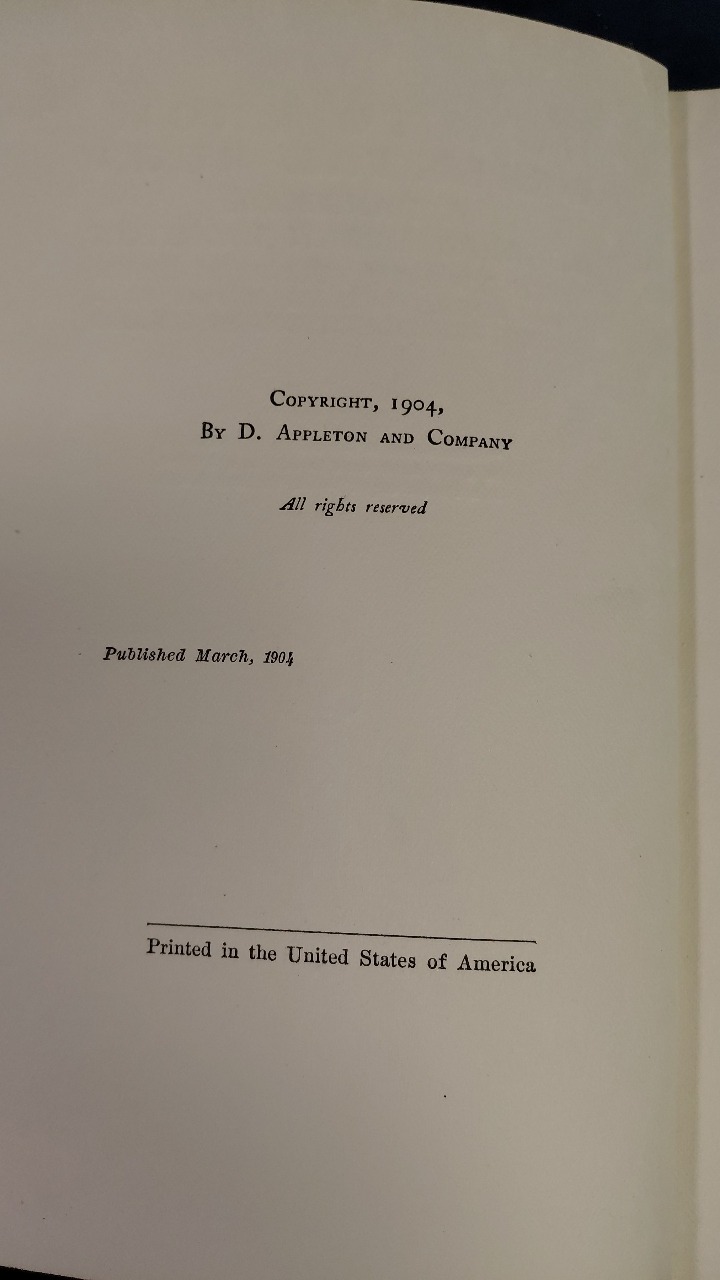 Copyright, 1904,
By D. Appleton and Company
All rights reserved
Published March, 1904
Printed in the United States of America